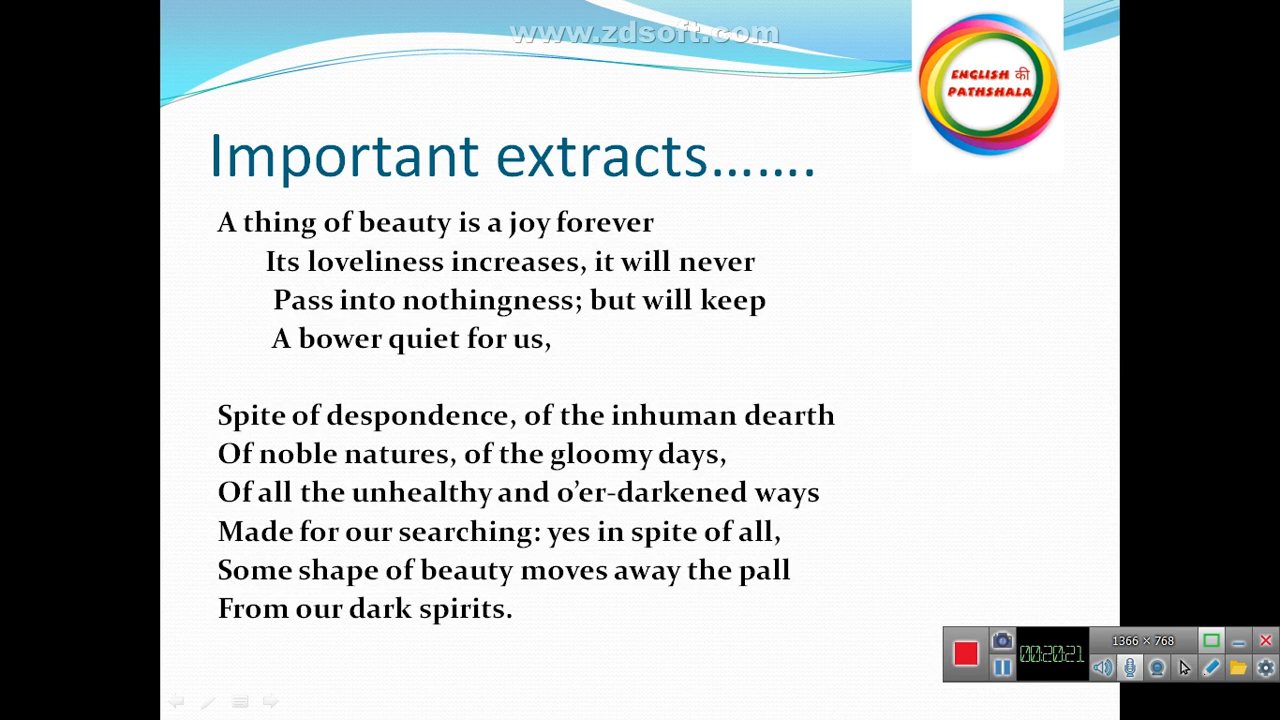 www.zdsoft.com
ENGLISH की
PATHSHALA
Important extracts…….
A thing of beauty is a joy forever
Its loveliness increases, it will never
Pass into nothingness; but will keep
A bower quiet for us,
Spite of despondence, of the inhuman dearth
Of noble natures, of the gloomy days,
Of all the unhealthy and o’er-darkened ways
Made for our searching: yes in spite of all,
Some shape of beauty moves away the pall
From our dark spirits.
1366 × 768
00:20:21